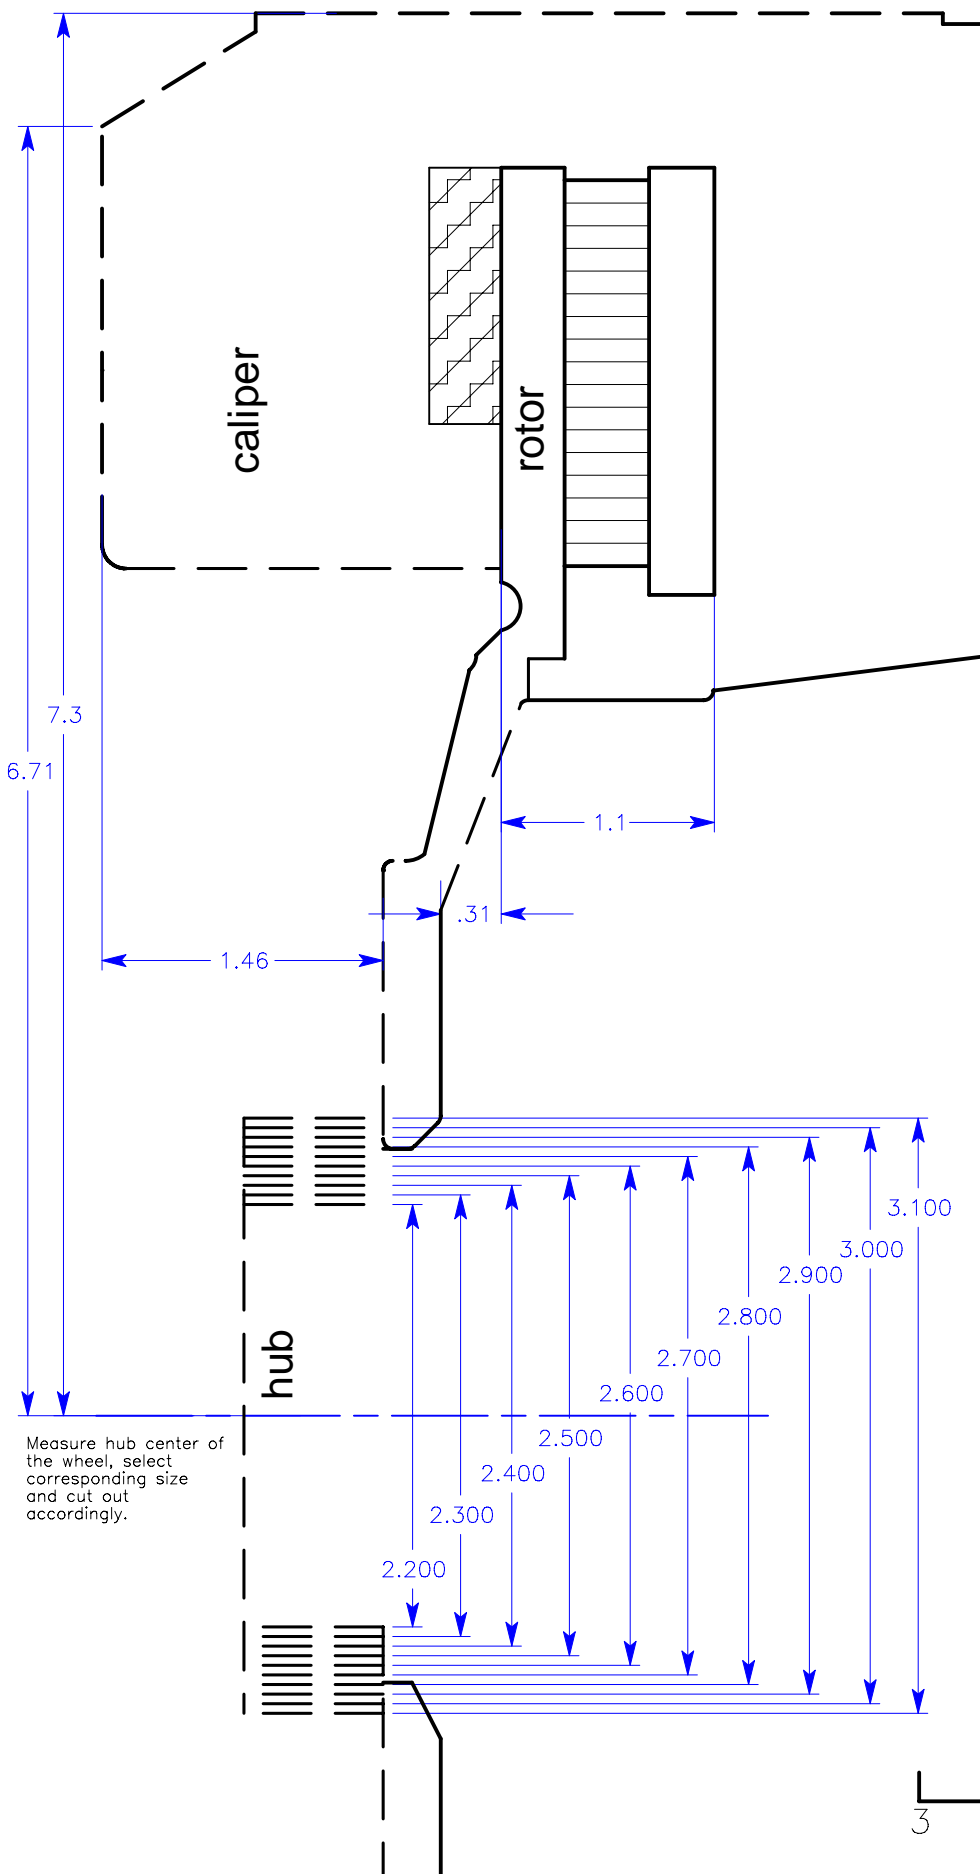 caliper
rotor
7.3
6.71
1.1
.31
1.46
3.100
3.000
2.900
2.800
2.700
2.600
2.500
2.400
2.300
2.200
hub
Measure hub center of
the wheel, select
corresponding size
and cut out
accordingly.
3